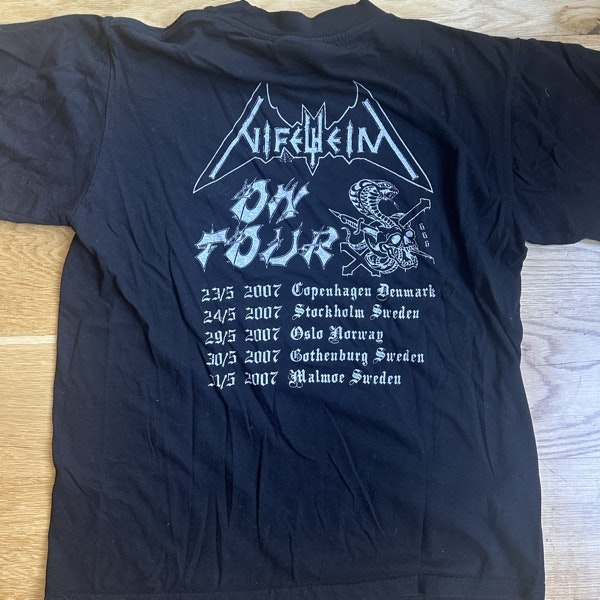 NIFELHEIM
ON
TOUR
666
23/5 2007 Copenhagen Denmark
24/5 2007 Stockholm Sweden
29/5 2007 Oslo Norway
30/5 2007 Gothenburg Sweden
31/5 2007 Malmoe Sweden